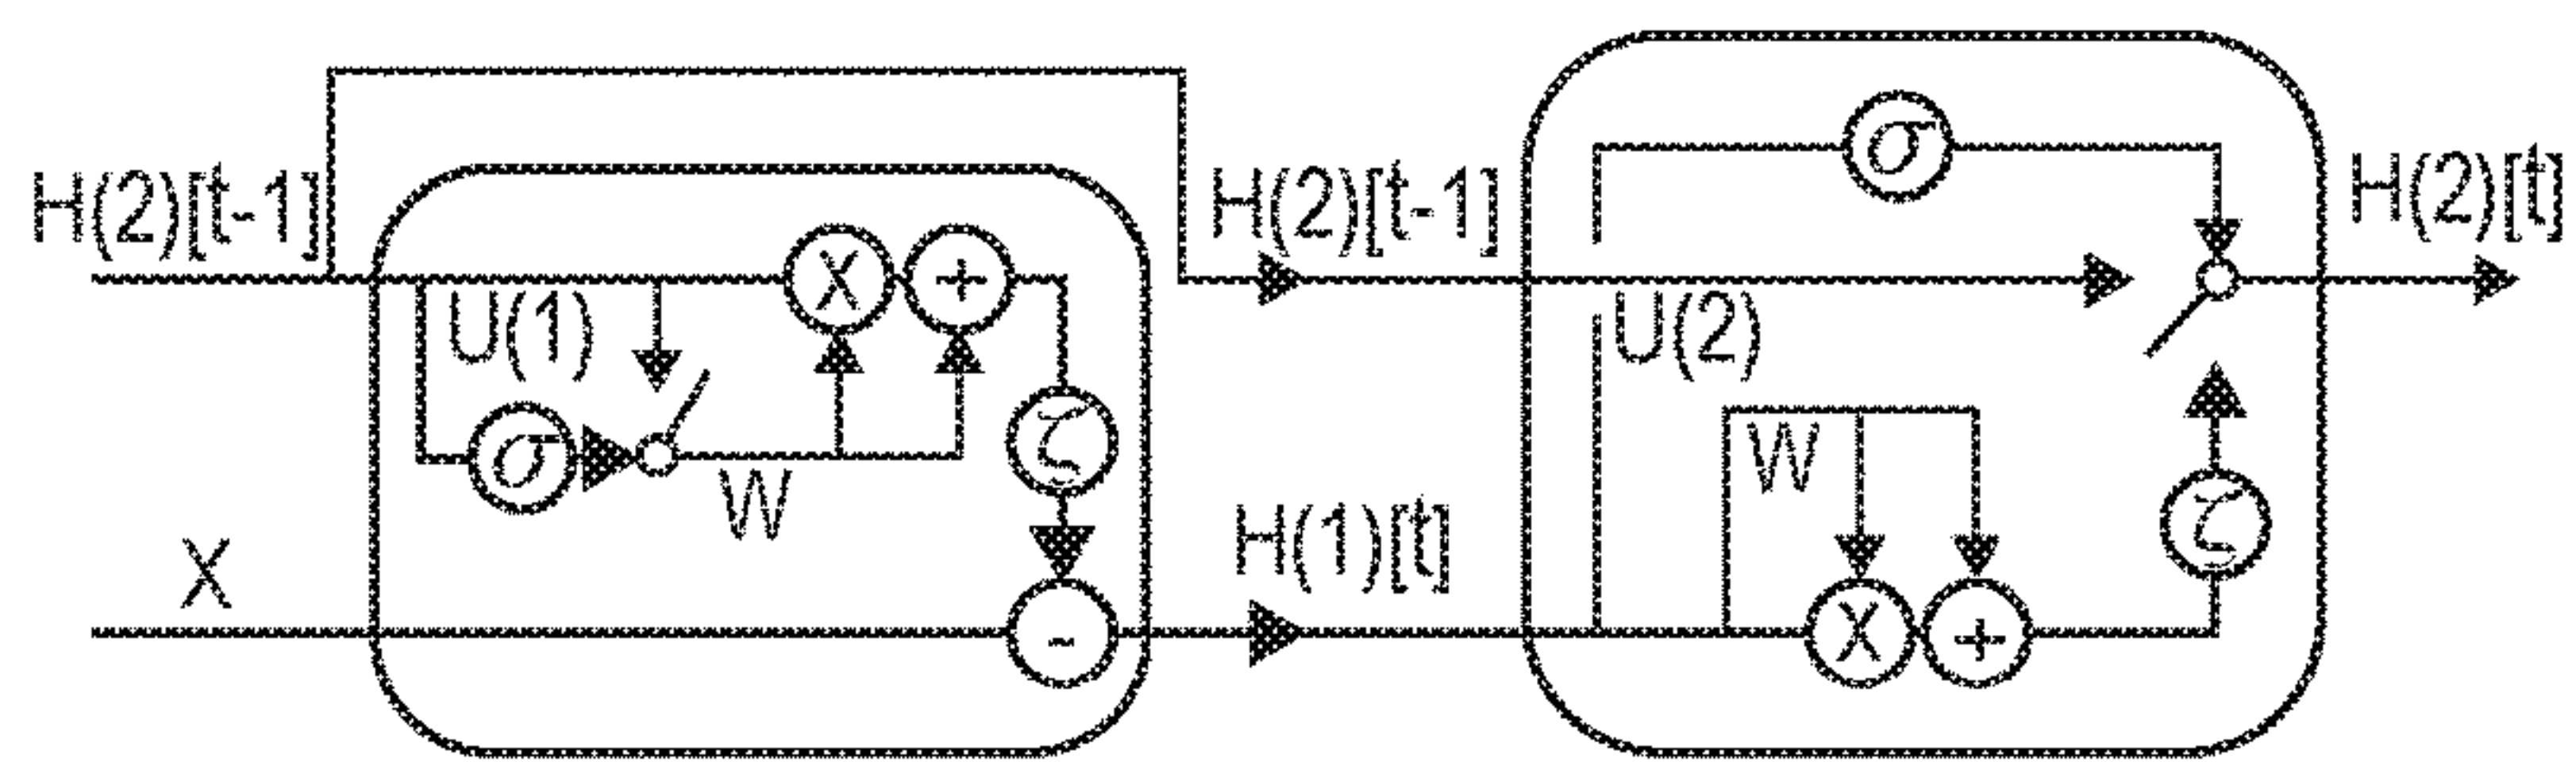 H(2)[t-1]
U(1)
X
+
σ
W
ζ
X
-
H(2)[t-1]
H(1)[t]
σ
U(2)
W
X
+
ζ
H(2)[t]